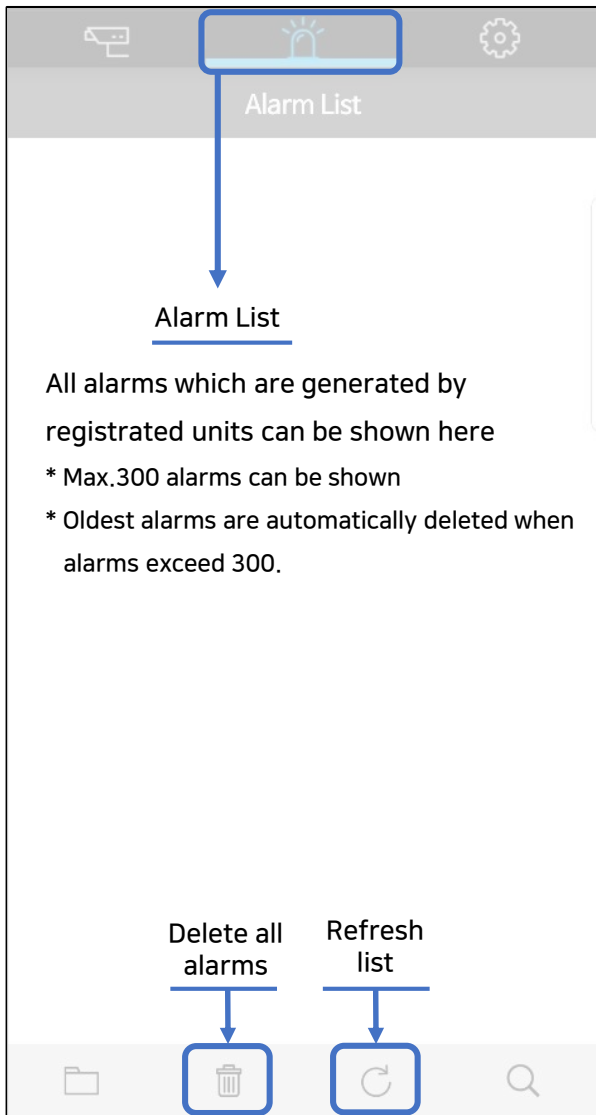 Alarm List
Alarm List
All alarms which are generated by
registrated units can be shown here
* Max.300 alarms can be shown
* Oldest alarms are automatically deleted when
alarms exceed 300.
Delete all
alarms
Refresh
list